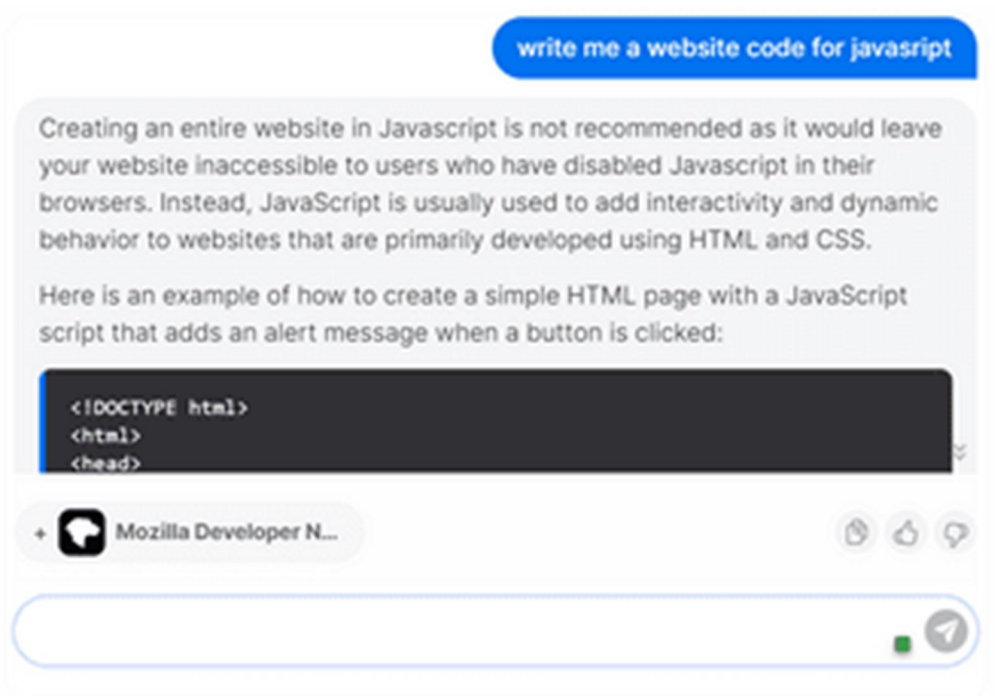 write me a website code for javasript
Creating an entire website in Javascript is not recommended as it would leave
your website inaccessible to users who have disabled Javascript in their
browsers. Instead, JavaScript is usually used to add interactivity and dynamic
behavior to websites that are primarily developed using HTML and CSS.
Here is an example of how to create a simple HTML page with a JavaScript
script that adds an alert message when a button is clicked:
<!DOCTYPE html>
<html>
<head>
+ Mozilla Developer N...